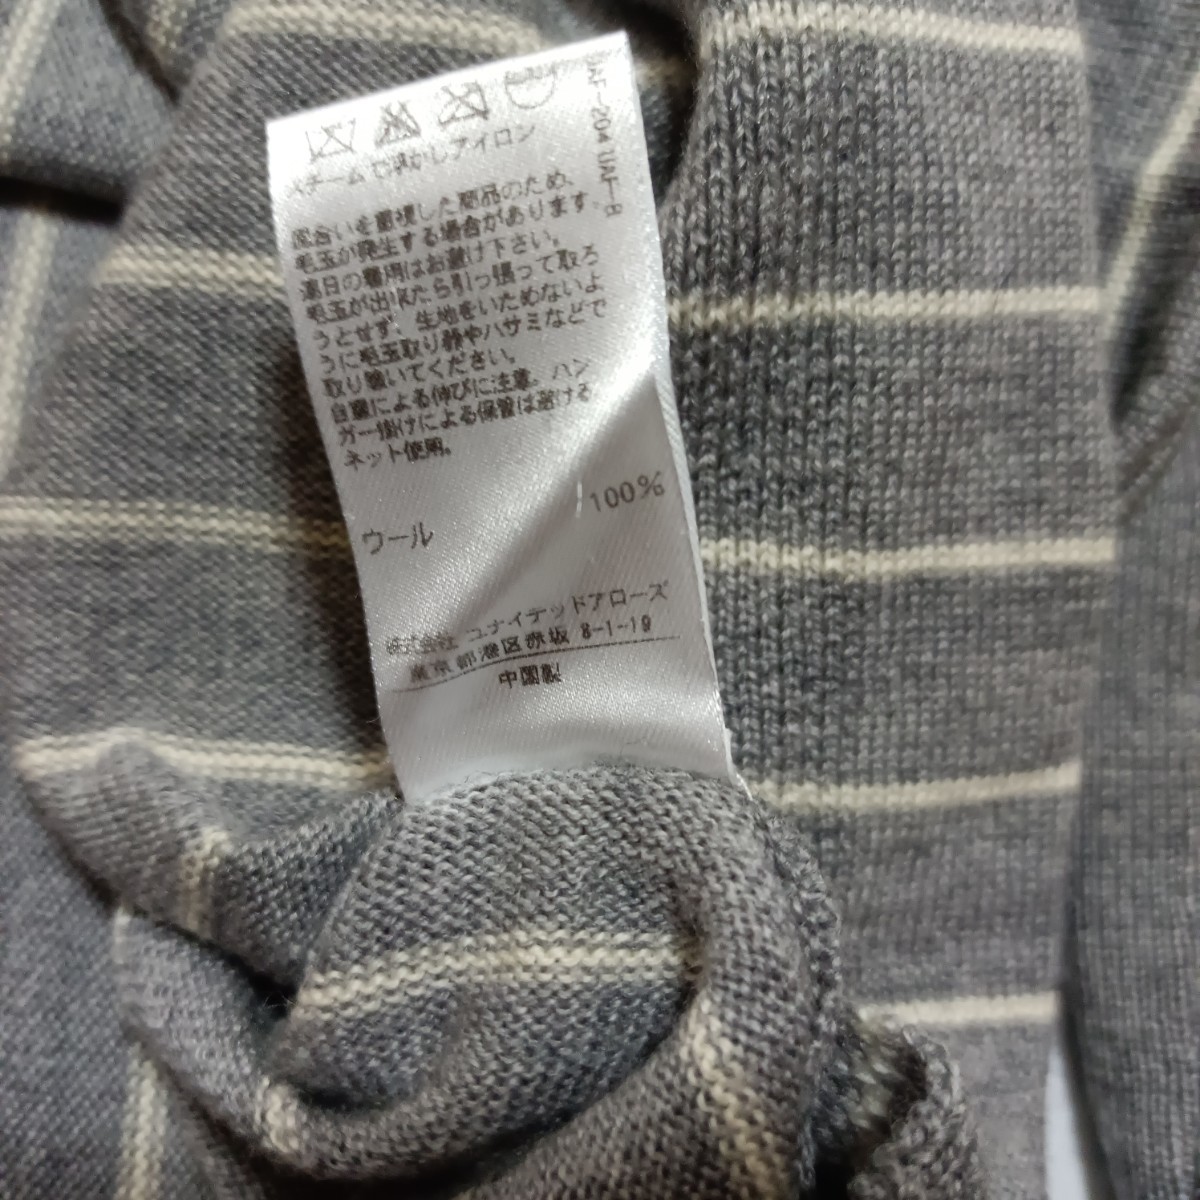 スチームで浮かしアイロン
風合いを重視した商品のため、
毛玉が発生する場合があります。
連日の着用はお避け下さい。
毛玉が出来たら引っ張って取ろ
うとせず、生地をいためないよ
うに毛玉取り器やハサミなどで
取り除いてください。
自重による伸びに注意。ハン
ガー掛けによる保管は避ける
ネット使用。
ウール 100%
株式会社 ユナイテッドアローズ
東京都港区赤坂 8-1-19
中国製